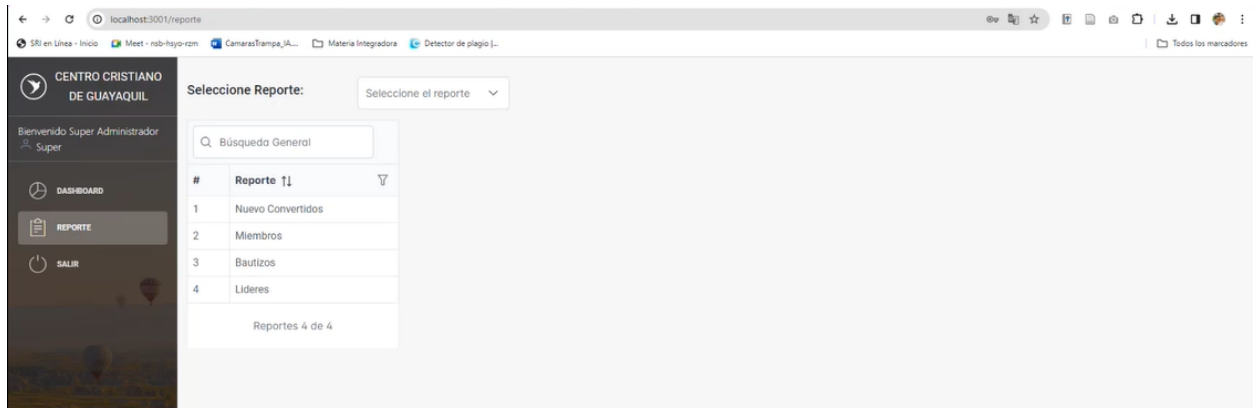 localhost:3001/reporte
SRI en Línea - Inicio
Meet - nsb-hsyo-rzm
CamarasTrampa_IA...
Materia Integradora
Detector de plagio |...
Todos los marcadores
CENTRO CRISTIANO
DE GUAYAQUIL
Bienvenido Super Administrador
Super
DASHBOARD
REPORTE
SALIR
Seleccione Reporte:
Seleccione el reporte
Búsqueda General
# Reporte
1 Nuevo Convertidos
2 Miembros
3 Bautizos
4 Lideres
Reportes 4 de 4